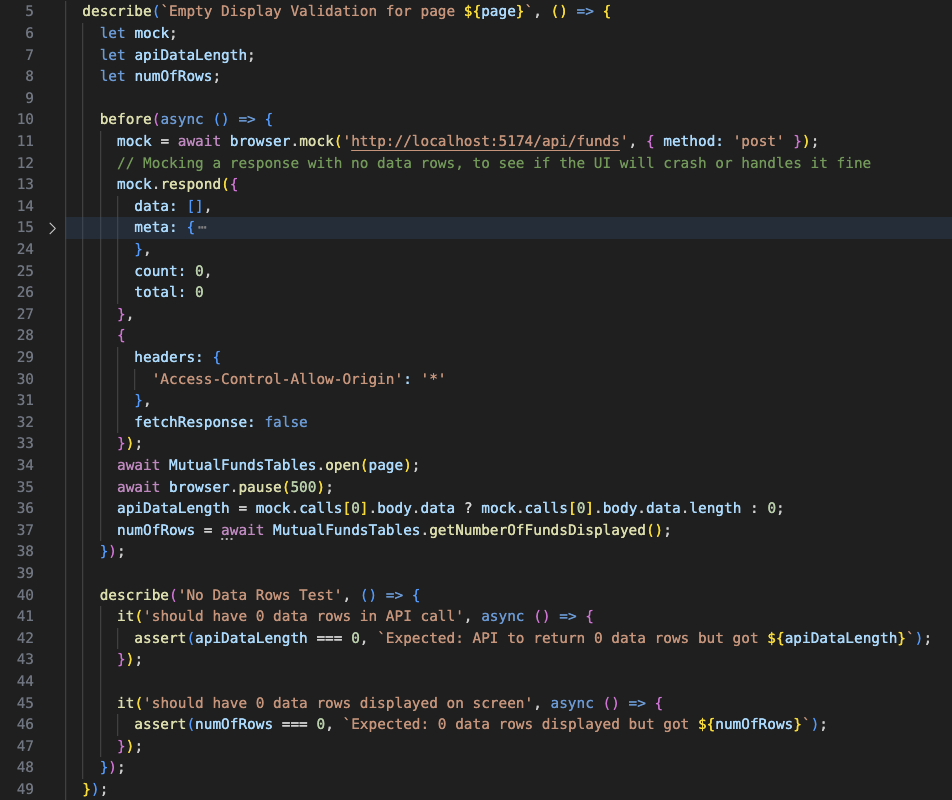 5 describe(`Empty Display Validation for page ${page}`, () => {
6 let mock;
7 let apiDataLength;
8 let numOfRows;
9
10 before(async () => {
11 mock = await browser.mock('http://localhost:5174/api/funds', { method: 'post' });
12 // Mocking a response with no data rows, to see if the UI will crash or handles it fine
13 mock.respond({
14 data: [],
15 meta: {⋯
24 },
25 count: 0,
26 total: 0
27 },
28 {
29 headers: {
30 'Access-Control-Allow-Origin': '*'
31 },
32 fetchResponse: false
33 });
34 await MutualFundsTables.open(page);
35 await browser.pause(500);
36 apiDataLength = mock.calls[0].body.data ? mock.calls[0].body.data.length : 0;
37 numOfRows = await MutualFundsTables.getNumberOfFundsDisplayed();
38 });
39
40 describe('No Data Rows Test', () => {
41 it('should have 0 data rows in API call', async () => {
42 assert(apiDataLength === 0, `Expected: API to return 0 data rows but got ${apiDataLength}`);
43 });
44
45 it('should have 0 data rows displayed on screen', async () => {
46 assert(numOfRows === 0, `Expected: 0 data rows displayed but got ${numOfRows}`);
47 });
48 });
49 });